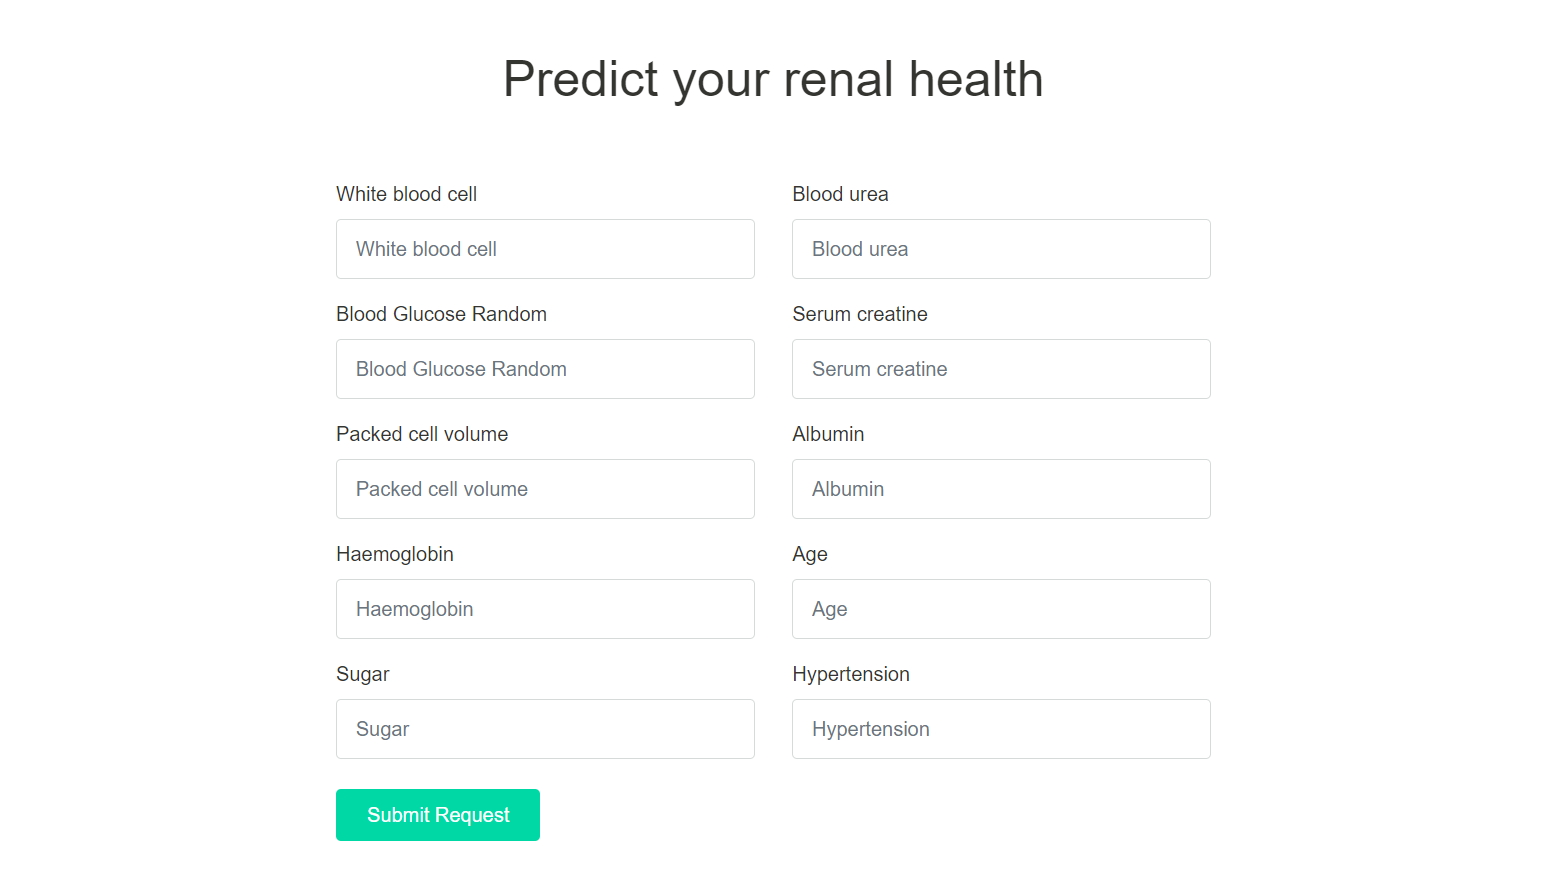 Predict your renal health
White blood cell
White blood cell
Blood urea
Blood urea
Blood Glucose Random
Blood Glucose Random
Serum creatine
Serum creatine
Packed cell volume
Packed cell volume
Albumin
Albumin
Haemoglobin
Haemoglobin
Age
Age
Sugar
Sugar
Hypertension
Hypertension
Submit Request